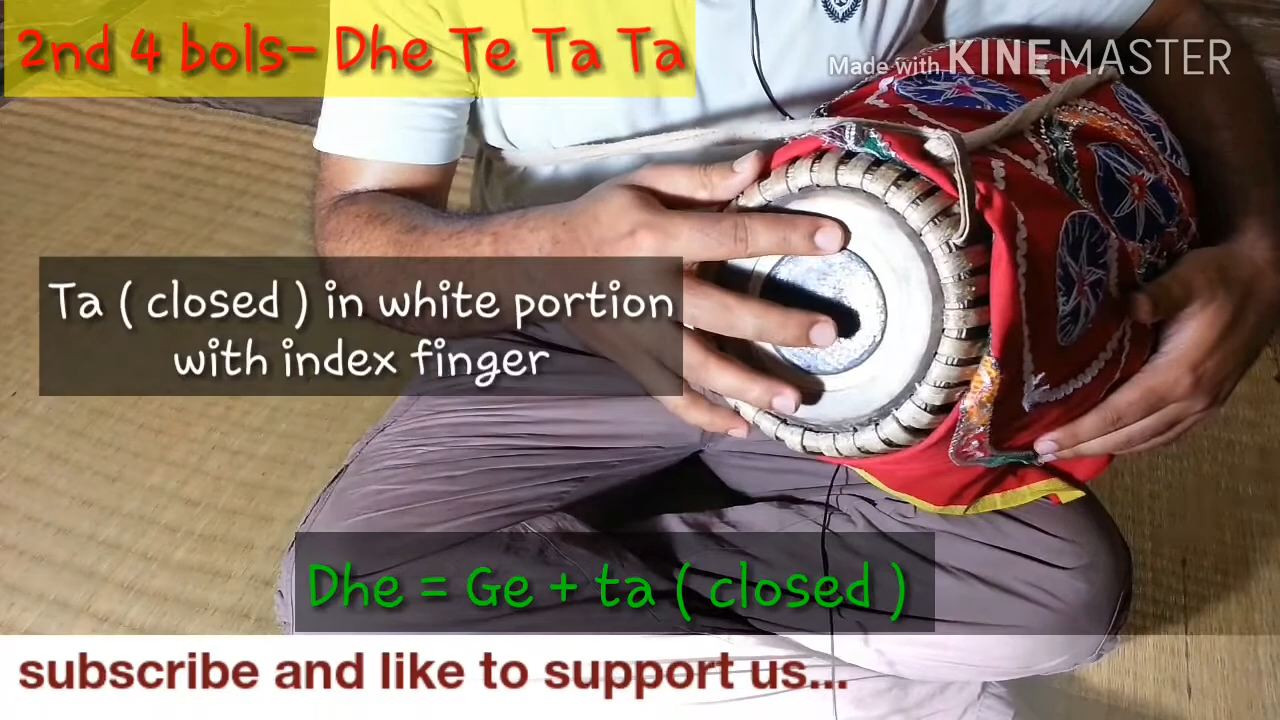 2nd 4 bols- Dhe Te Ta Ta
Made with KINEMASTER
Ta ( closed ) in white portion
with index finger
Dhe = Ge + ta ( closed )
subscribe and like to support us...